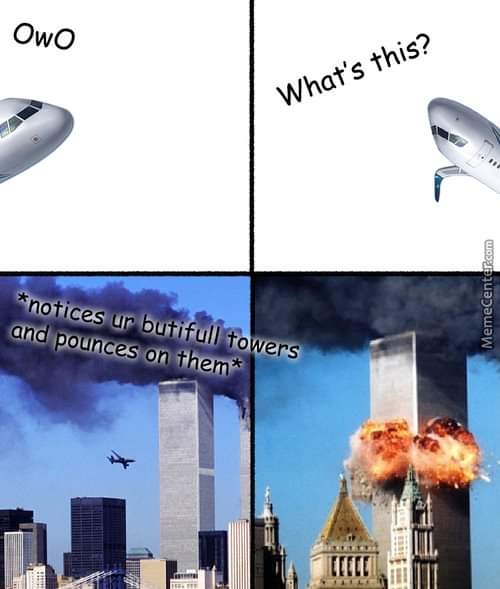 OwO
What's this?
*notices ur butifull towers
and pounces on them*
MemeCenter.com